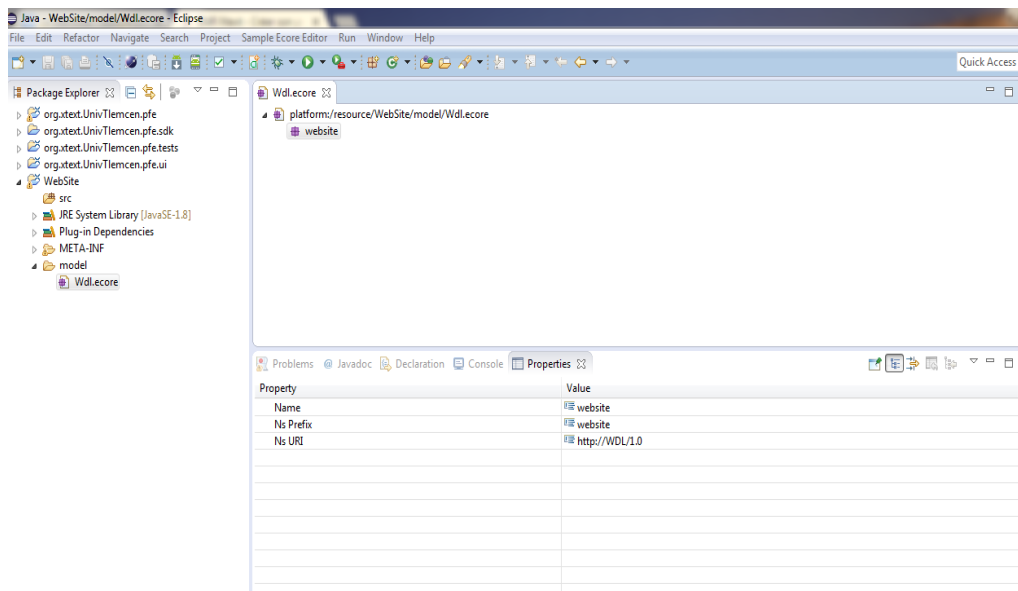 Java - WebSite/model/Wdl.ecore - Eclipse
File Edit Refactor Navigate Search Project Sample Ecore Editor Run Window Help
Quick Access
Package Explorer
org.xtext.UnivTlemcen.pfe
org.xtext.UnivTlemcen.pfe.sdk
org.xtext.UnivTlemcen.pfe.tests
org.xtext.UnivTlemcen.pfe.ui
WebSite
src
JRE System Library [JavaSE-1.8]
Plug-in Dependencies
META-INF
model
Wdl.ecore
Wdl.ecore
platform:/resource/WebSite/model/Wdl.ecore
website
Problems @ Javadoc Declaration Console Properties
Property Value
Name website
Ns Prefix website
Ns URI http://WDL/1.0